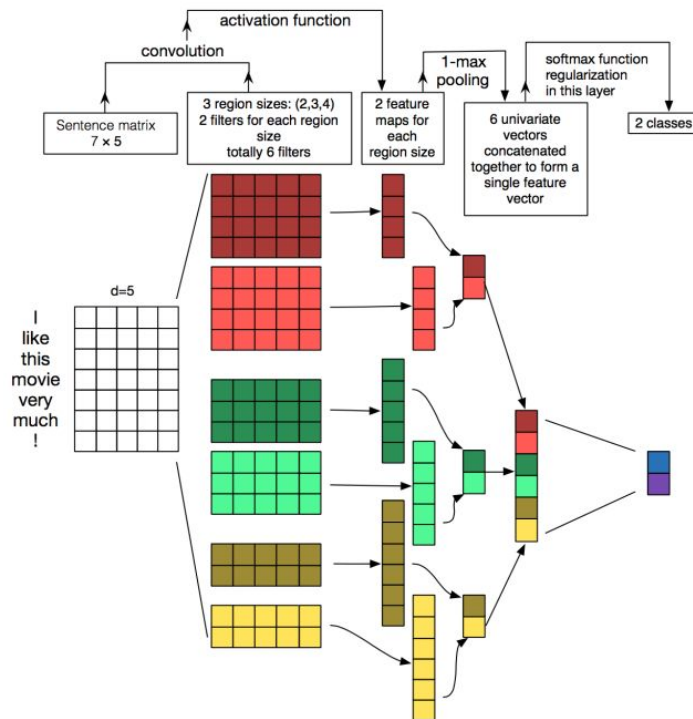 activation function
convolution
1-max
pooling
softmax function
regularization
in this layer
Sentence matrix
7 × 5
3 region sizes: (2,3,4)
2 filters for each region
size
totally 6 filters
2 feature
maps for
each
region size
6 univariate
vectors
concatenated
together to form a
single feature
vector
2 classes
d=5
I
like
this
movie
very
much
!